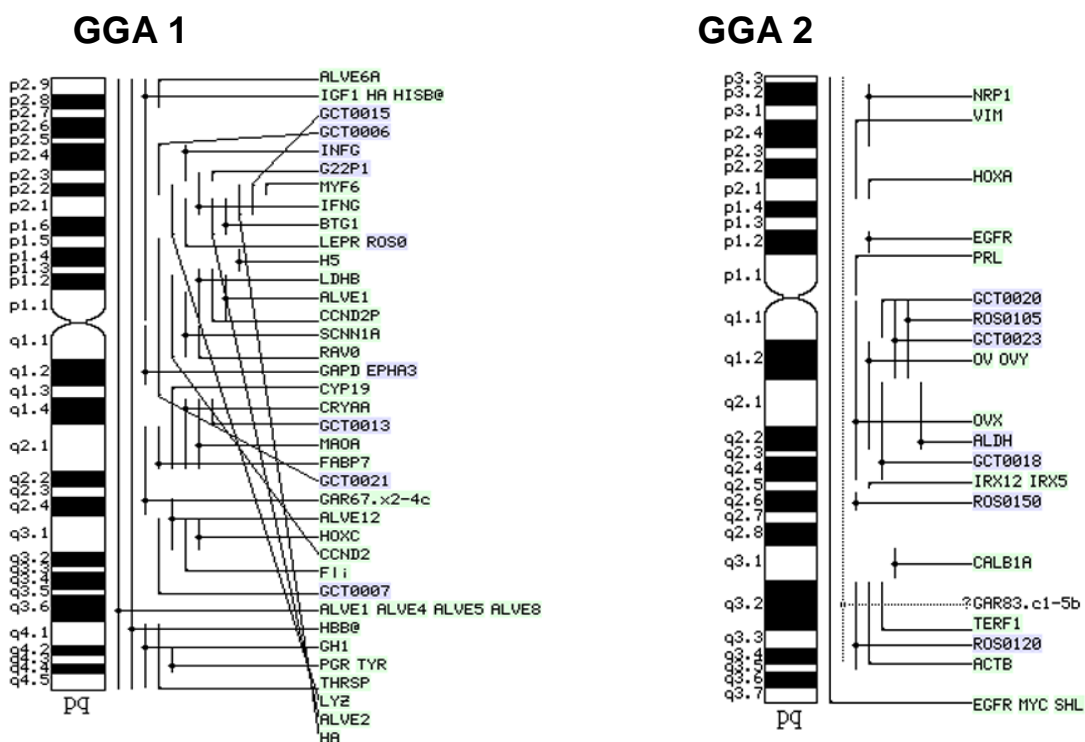 GGA 1
p2.9
p2.8
p2.7
p2.6
p2.5
p2.4
p2.3
p2.2
p2.1
p1.6
p1.5
p1.4
p1.3
p1.2
p1.1
q1.1
q1.2
q1.3
q1.4
q2.1
q2.2
q2.3
q2.4
q3.1
q3.2
q3.3
q3.4
q3.5
q3.6
q4.1
q4.2
q4.4
q4.5
pq
ALVE6A
IGF1 HA HISB@
GCT0015
GCT0006
INFG
G22P1
MYF6
IFNG
BTG1
LEPR ROS0
H5
LDHB
ALVE1
CCND2P
SCNN1A
RAV0
GAPD EPHA3
CYP19
CRYAA
GCT0013
MAOA
FABP7
GCT0021
GAR67.x2-4c
ALVE12
HOXC
CCND2
Fli
GCT0007
ALVE1 ALVE4 ALVE5 ALVE8
HBB@
GH1
PGR TYR
THRSP
LYZ
ALVE2
HA
GGA 2
p3.3
p3.2
p3.1
p2.4
p2.3
p2.2
p2.1
p1.4
p1.3
p1.2
p1.1
q1.1
q1.2
q2.1
q2.2
q2.3
q2.4
q2.5
q2.6
q2.7
q2.8
q3.1
q3.2
q3.3
q3.4
q3.5
q3.6
q3.7
pq
NRP1
VIM
HOXA
EGFR
PRL
GCT0020
ROS0105
GCT0023
OV OVY
OVX
ALDH
GCT0018
IRX12 IRX5
ROS0150
CALB1A
?GAR83.c1-5b
TERF1
ROS0120
ACTB
EGFR MYC SHL